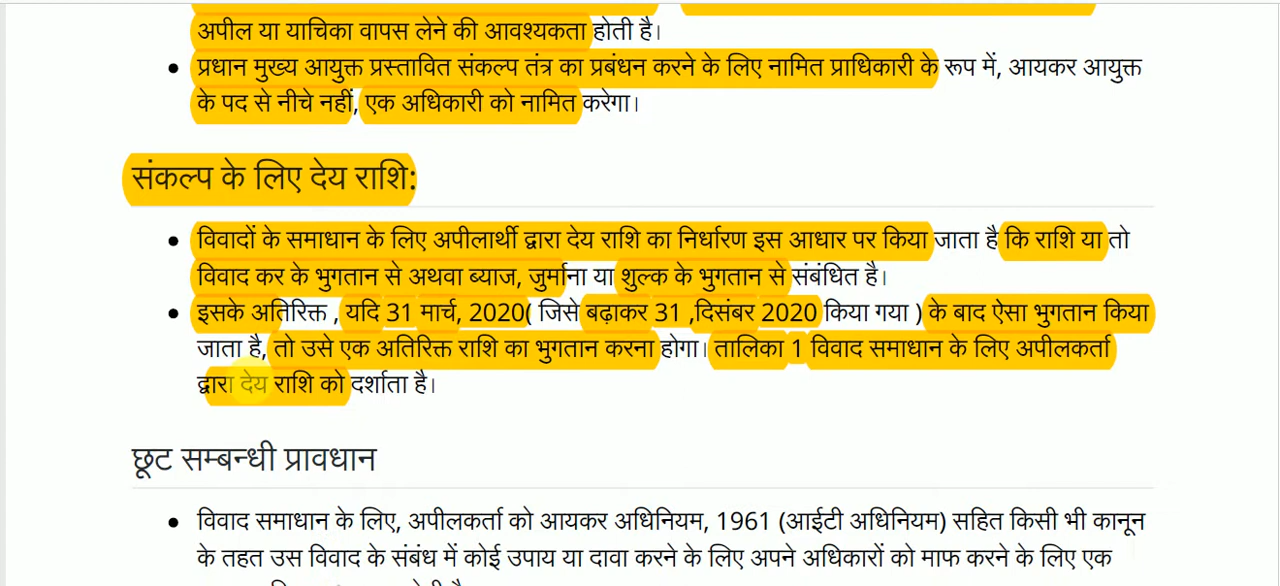 अपील या याचिका वापस लेने की आवश्यकता होती है।
• प्रधान मुख्य आयुक्त प्रस्तावित संकल्प तंत्र का प्रबंधन करने के लिए नामित प्राधिकारी के रूप में, आयकर आयुक्त
के पद से नीचे नहीं, एक अधिकारी को नामित करेगा।
संकल्प के लिए देय राशि:
• विवादों के समाधान के लिए अपीलार्थी द्वारा देय राशि का निर्धारण इस आधार पर किया जाता है कि राशि या तो
विवाद कर के भुगतान से अथवा ब्याज, जुर्माना या शुल्क के भुगतान से संबंधित है।
• इसके अतिरिक्त , यदि 31 मार्च, 2020( जिसे बढ़ाकर 31 ,दिसंबर 2020 किया गया ) के बाद ऐसा भुगतान किया
जाता है, तो उसे एक अतिरिक्त राशि का भुगतान करना होगा। तालिका 1 विवाद समाधान के लिए अपीलकर्ता
द्वारा देय राशि को दर्शाता है।
छूट सम्बन्धी प्रावधान
• विवाद समाधान के लिए, अपीलकर्ता को आयकर अधिनियम, 1961 (आईटी अधिनियम) सहित किसी भी कानून
के तहत उस विवाद के संबंध में कोई उपाय या दावा करने के लिए अपने अधिकारों को माफ करने के लिए एक